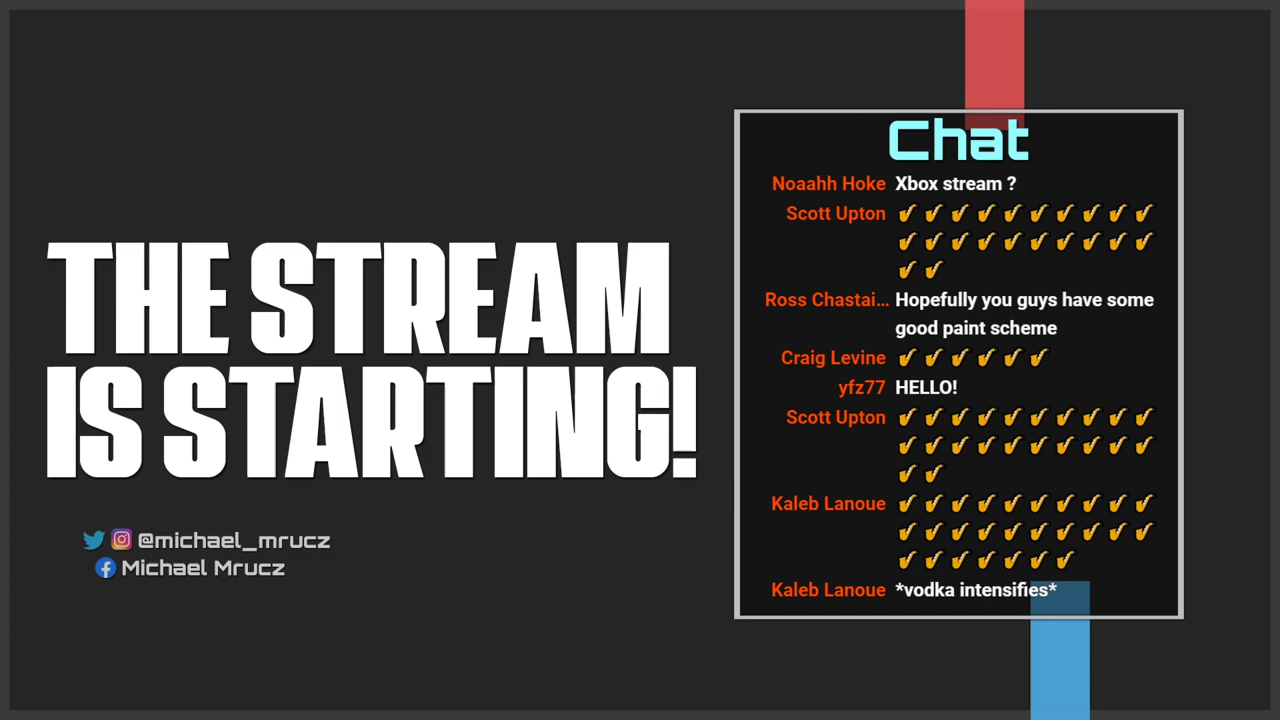 THE STREAM
IS STARTING!
@michael_mrucz
Michael Mrucz
Chat
Noaahh Hoke Xbox stream ?
Scott Upton 🎷🎷🎷🎷🎷🎷🎷🎷🎷🎷
🎷🎷🎷🎷🎷🎷🎷🎷🎷🎷
🎷🎷
Ross Chastai... Hopefully you guys have some
good paint scheme
Craig Levine 🎷🎷🎷🎷🎷🎷
yfz77 HELLO!
Scott Upton 🎷🎷🎷🎷🎷🎷🎷🎷🎷🎷
🎷🎷🎷🎷🎷🎷🎷🎷🎷🎷
🎷🎷
Kaleb Lanoue 🎷🎷🎷🎷🎷🎷🎷🎷🎷🎷
🎷🎷🎷🎷🎷🎷🎷🎷🎷🎷
🎷🎷🎷🎷🎷🎷🎷
Kaleb Lanoue *vodka intensifies*